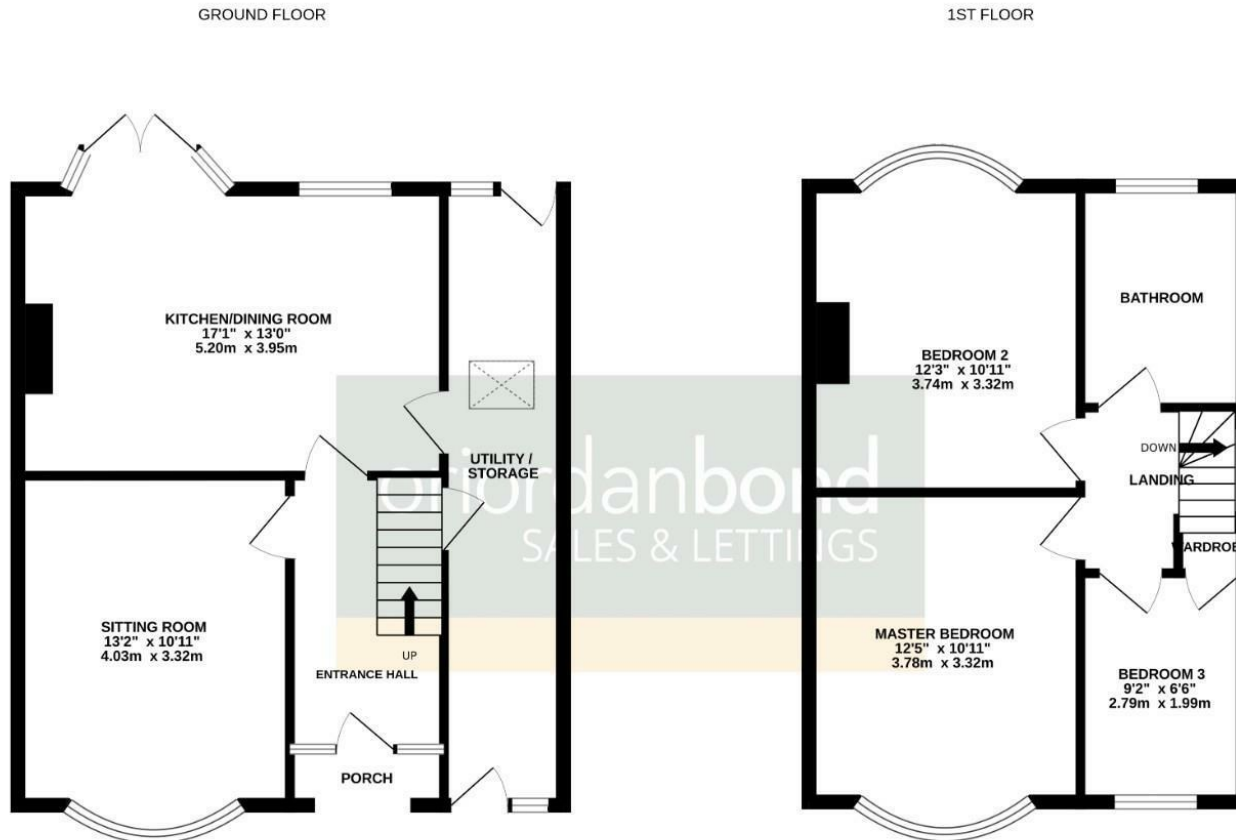 GROUND FLOOR
1ST FLOOR
KITCHEN/DINING ROOM
17'1" x 13'0"
5.20m x 3.95m
UTILITY /
STORAGE
SITTING ROOM
13'2" x 10'11"
4.03m x 3.32m
UP
ENTRANCE HALL
PORCH
BEDROOM 2
12'3" x 10'11"
3.74m x 3.32m
BATHROOM
DOWN
LANDING
WARDROBE
MASTER BEDROOM
12'5" x 10'11"
3.78m x 3.32m
BEDROOM 3
9'2" x 6'6"
2.79m x 1.99m
oriordanbond
SALES & LETTINGS